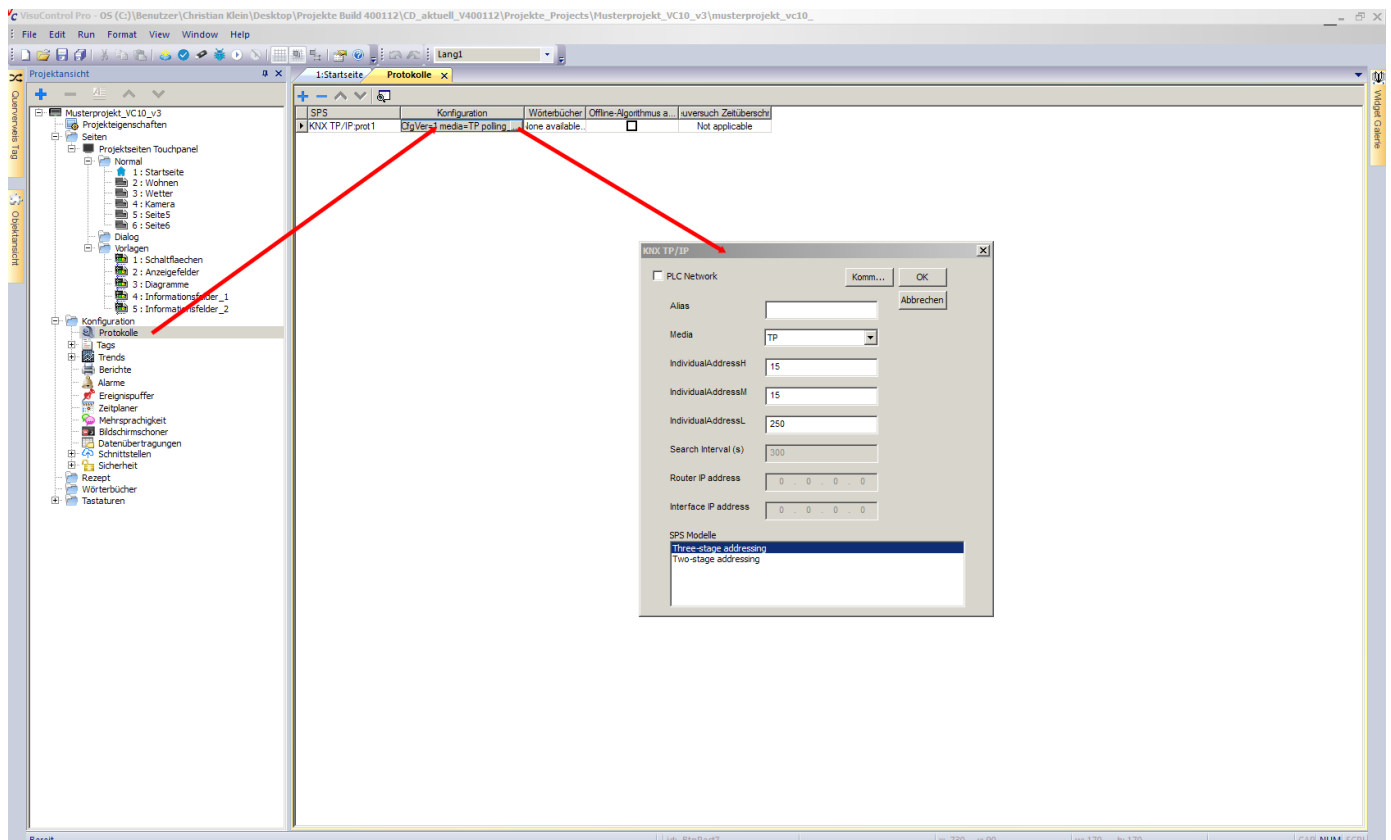 VisuControl Pro - OS (C:)\Benutzer\Christian Klein\Desktop\Projekte Build 400112\CD_aktuell_V400112\Projekte_Projects\Musterprojekt_VC10_v3\musterprojekt_vc10_
File Edit Run Format View Window Help
Lang1
Projektansicht
1:Startseite Protokolle
Querverweis Tag
Objektansicht
Widget Galerie
Musterprojekt_VC10_v3
Projekteigenschaften
Seiten
Projektseiten Touchpanel
Normal
1 : Startseite
2 : Wohnen
3 : Wetter
4 : Kamera
5 : Seite5
6 : Seite6
Dialog
Vorlagen
1 : Schaltflaechen
2 : Anzeigefelder
3 : Diagramme
4 : Informationsfelder_1
5 : Informationsfelder_2
Konfiguration
Protokolle
Tags
Trends
Berichte
Alarme
Ereignispuffer
Zeitplaner
Mehrsprachigkeit
Bildschirmschoner
Datenübertragungen
Schnittstellen
Sicherheit
Rezept
Wörterbücher
Tastaturen
SPS Konfiguration Wörterbücher Offline-Algorithmus a... uversuch Zeitüberschr
KNX TP/IP:prot1 CfgVer=1 media=TP polling_ ... None available.. Not applicable
KNX TP/IP
PLC Network Komm... OK
Abbrechen
Alias
Media TP
IndividualAddressH 15
IndividualAddressM 15
IndividualAddressL 250
Search Interval (s) 300
Router IP address 0 . 0 . 0 . 0
Interface IP address 0 . 0 . 0 . 0
SPS Modelle
Three-stage addressing
Two-stage addressing
Bereit
CAP NUM SCRL